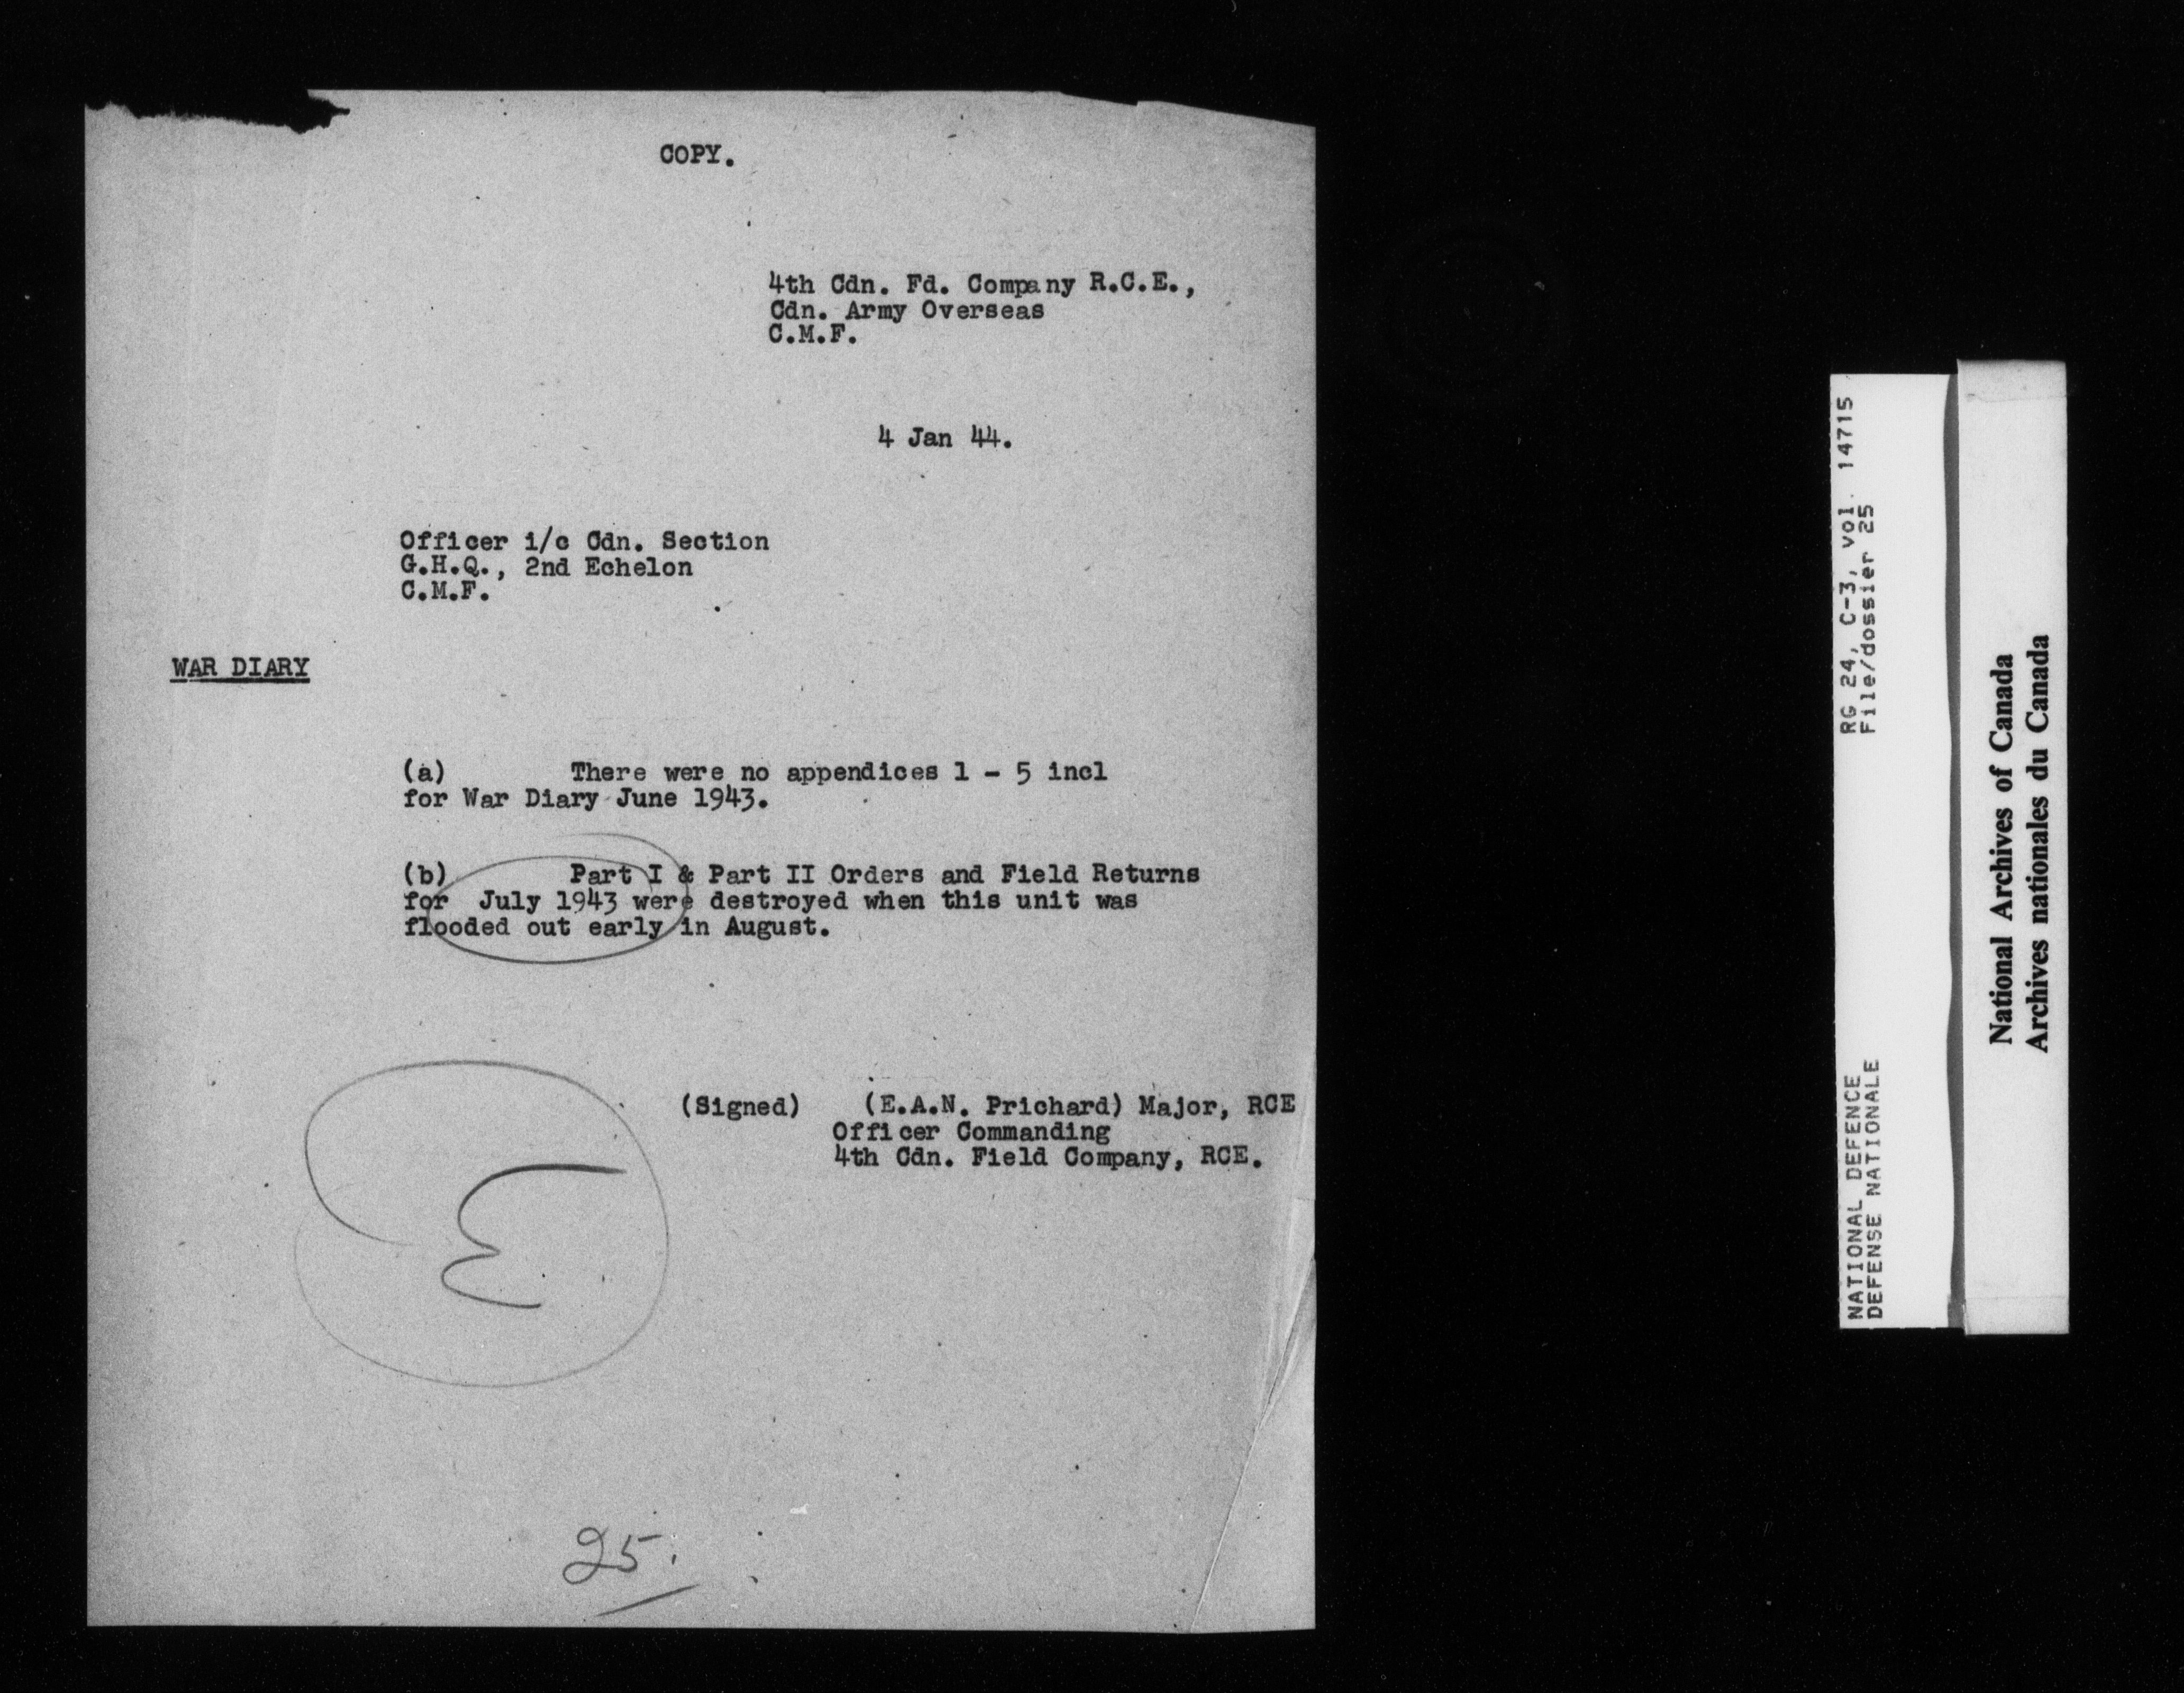 COPY.
4th Cdn. Fd. Company R.C.E.,
Cdn. Army Overseas
C.M.F.
4 Jan 44.
Officer i/c Cdn. Section
G.H.Q., 2nd Echelon
C.M.F.
WAR DIARY
(a) There were no appendices 1 - 5 incl
for War Diary June 1943.
(b) Part I & Part II Orders and Field Returns
for July 1943 were destroyed when this unit was
flooded out early in August.
(Signed) (E.A.N. Prichard) Major, RCE
Officer Commanding
4th Cdn. Field Company, RCE.
25.
NATIONAL DEFENCE RG 24, C-3, vol. 14715
DEFENSE NATIONALE File/dossier 25
National Archives of Canada
Archives nationales du Canada